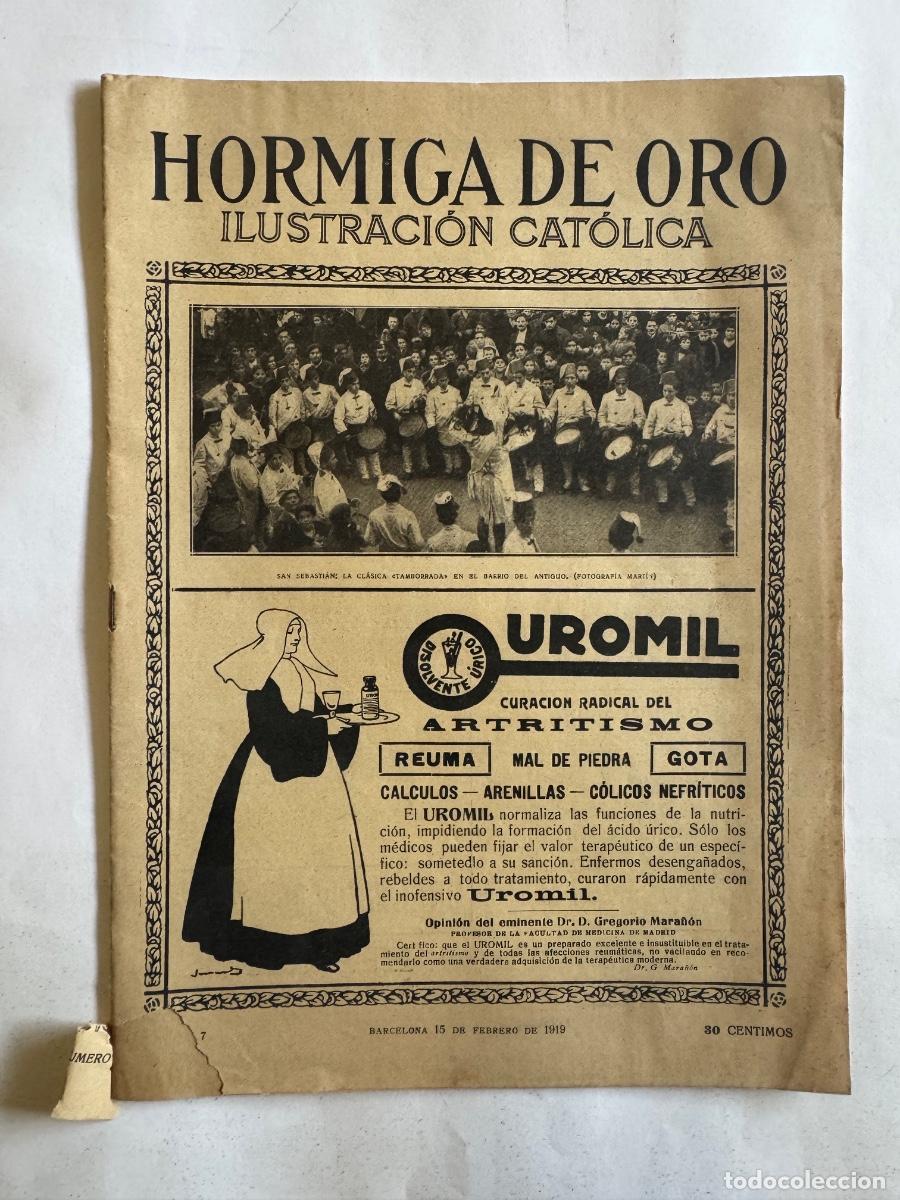 HORMIGA DE ORO
ILUSTRACIÓN CATÓLICA
SAN SEBASTIÁN: LA CLÁSICA «TAMBORRADA» EN EL BARRIO DEL ANTIGUO. (FOTOGRAFÍA MARTÍN)
DISOLVENTE ÚRICO
UROMIL
CURACION RADICAL DEL
ARTRITISMO
REUMA MAL DE PIEDRA GOTA
CALCULOS — ARENILLAS — CÓLICOS NEFRÍTICOS
El UROMIL normaliza las funciones de la nutri-
ción, impidiendo la formación del ácido úrico. Sólo los
médicos pueden fijar el valor terapéutico de un especí-
fico: sometedlo a su sanción. Enfermos desengañados,
rebeldes a todo tratamiento, curaron rápidamente con
el inofensivo Uromil.
Opinión del eminente Dr. D. Gregorio Marañón
PROFESOR DE LA FACULTAD DE MEDICINA DE MADRID
Cert fico: que el UROMIL es un preparado excelente e insustituible en el trata-
miento del artritismo y de todas las afecciones reumáticas, no vacilando en reco-
mendarlo como una verdadera adquisición de la terapéutica moderna.
Dr. G Marañón
UMERO 7 BARCELONA 15 DE FEBRERO DE 1919 30 CENTIMOS
todocoleccion